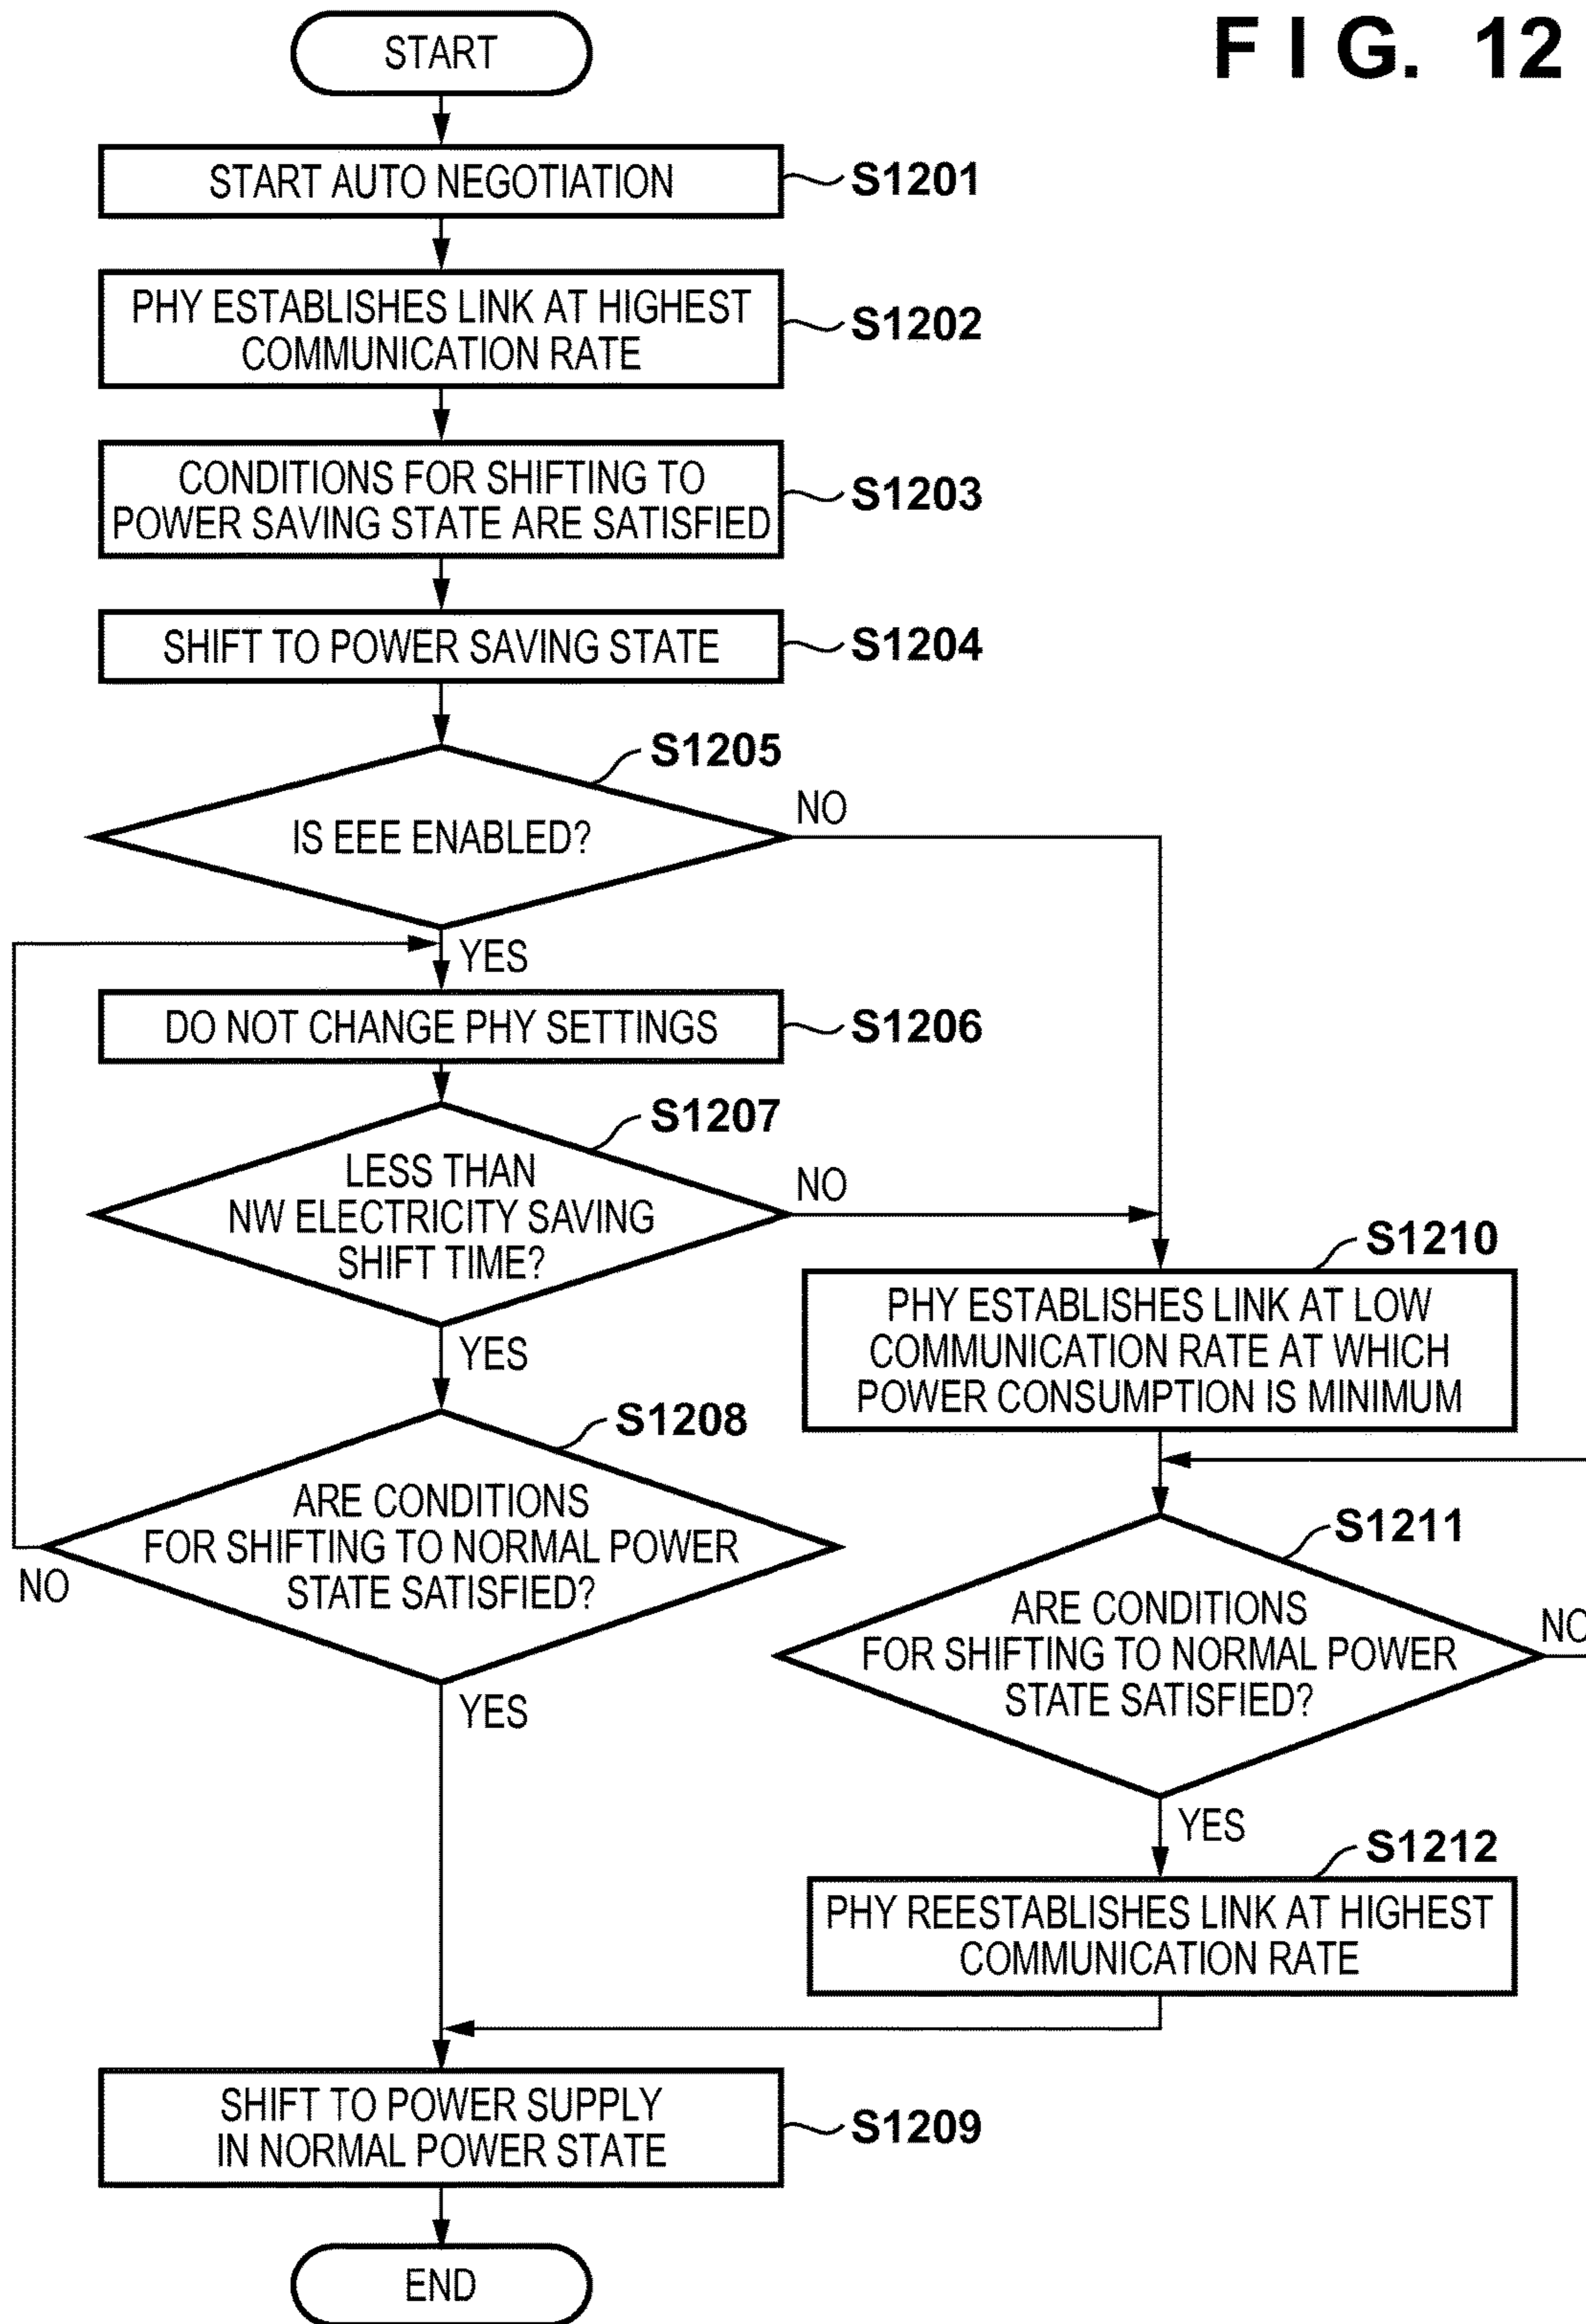 FIG. 12
START
START AUTO NEGOTIATION
S1201
PHY ESTABLISHES LINK AT HIGHEST
COMMUNICATION RATE
S1202
CONDITIONS FOR SHIFTING TO
POWER SAVING STATE ARE SATISFIED
S1203
SHIFT TO POWER SAVING STATE
S1204
S1205
IS EEE ENABLED?
NO
YES
DO NOT CHANGE PHY SETTINGS
S1206
S1207
LESS THAN
NW ELECTRICITY SAVING
SHIFT TIME?
NO
YES
S1208
ARE CONDITIONS
FOR SHIFTING TO NORMAL POWER
STATE SATISFIED?
NO
YES
S1210
PHY ESTABLISHES LINK AT LOW
COMMUNICATION RATE AT WHICH
POWER CONSUMPTION IS MINIMUM
S1211
ARE CONDITIONS
FOR SHIFTING TO NORMAL POWER
STATE SATISFIED?
NO
YES
S1212
PHY REESTABLISHES LINK AT HIGHEST
COMMUNICATION RATE
SHIFT TO POWER SUPPLY
IN NORMAL POWER STATE
S1209
END